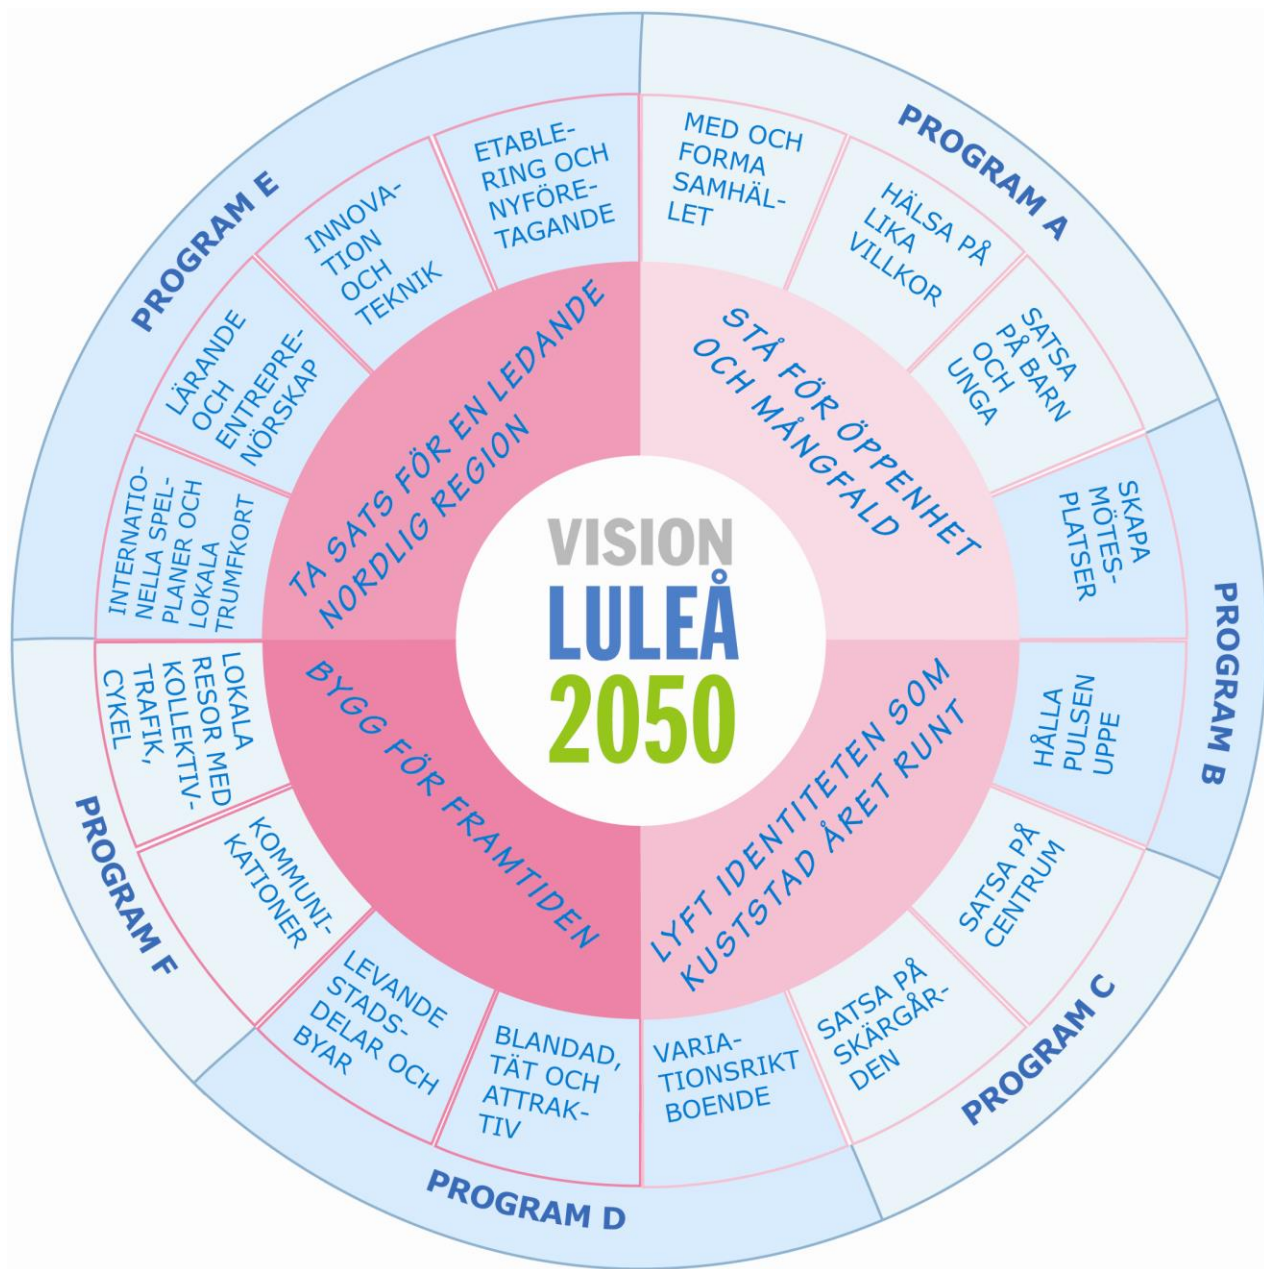 VISION
LULEÅ
2050
STÅ FÖR ÖPPENHET
OCH MÅNGFALD
LYFT IDENTITETEN SOM
KUSTSTAD ÅRET RUNT
BYGG FÖR FRAMTIDEN
TA SATS FÖR EN LEDANDE
NORDLIG REGION
PROGRAM A
MED OCH
FORMA
SAMHÄL-
LET
HÄLSA PÅ
LIKA
VILLKOR
SATSA
PÅ BARN
OCH
UNGA
PROGRAM B
SKAPA
MÖTES-
PLATSER
HÅLLA
PULSEN
UPPE
PROGRAM C
SATSA PÅ
CENTRUM
SATSA PÅ
SKÄRGÅR-
DEN
PROGRAM D
VARIA-
TIONSRIKT
BOENDE
BLANDAD,
TÄT OCH
ATTRAK-
TIV
LEVANDE
STADS-
DELAR OCH
BYAR
PROGRAM F
KOMMUNI-
KATIONER
LOKALA
RESOR MED
KOLLEKTIV-
TRAFIK,
CYKEL
PROGRAM E
INTERNATIO-
NELLA SPEL-
PLANER OCH
LOKALA
TRUMFKORT
LÄRANDE
OCH
ENTREPRE-
NÖRSKAP
INNOVA-
TION
OCH
TEKNIK
ETABLE-
RING OCH
NYFÖRE-
TAGANDE